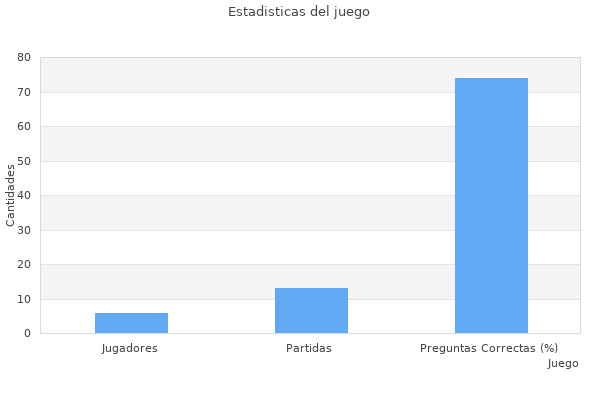 Estadisticas del juego
Cantidades
80
70
60
50
40
30
20
10
0
Jugadores
Partidas
Preguntas Correctas (%)
Juego